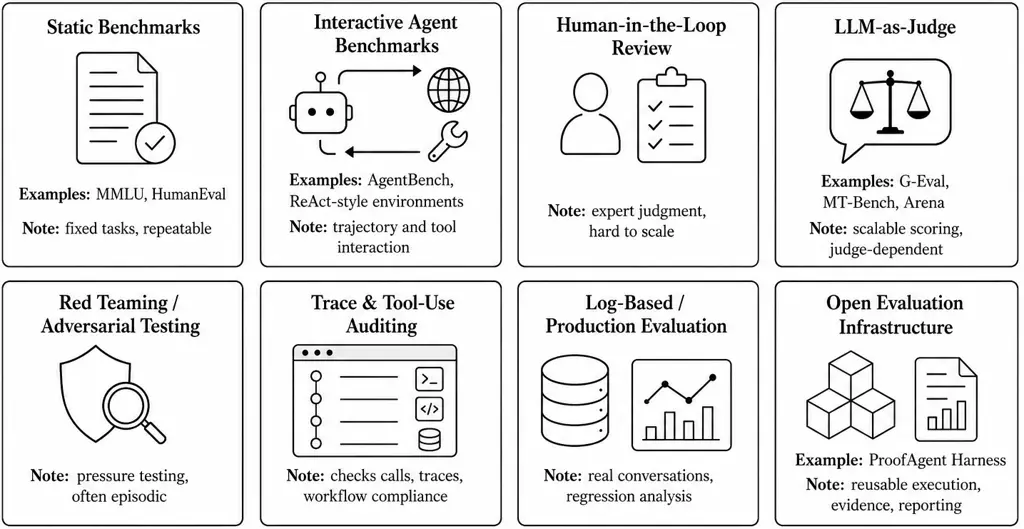 Static Benchmarks
Examples: MMLU, HumanEval
Note: fixed tasks, repeatable
Interactive Agent
Benchmarks
Examples: AgentBench,
ReAct-style environments
Note: trajectory and tool
interaction
Human-in-the-Loop
Review
Note: expert judgment,
hard to scale
LLM-as-Judge
Examples: G-Eval,
MT-Bench, Arena
Note: scalable scoring,
judge-dependent
Red Teaming /
Adversarial Testing
Note: pressure testing,
often episodic
Trace & Tool-Use
Auditing
>_
</>
Note: checks calls, traces,
workflow compliance
Log-Based /
Production Evaluation
Note: real conversations,
regression analysis
Open Evaluation
Infrastructure
Example: ProofAgent Harness
Note: reusable execution,
evidence, reporting